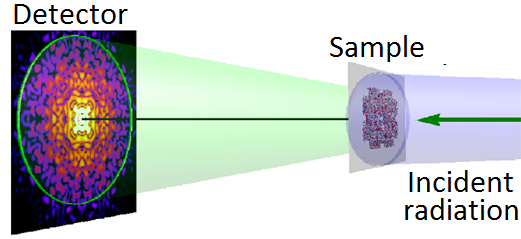 Detector
Sample
Incident
radiation